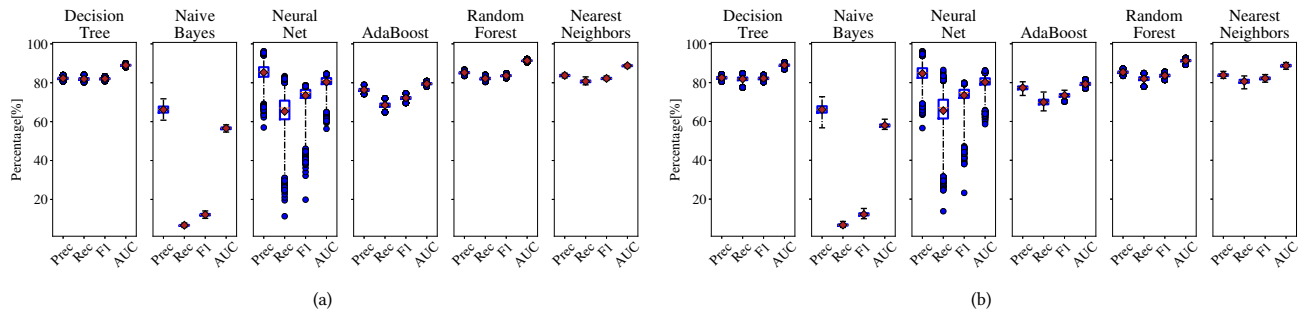 Decision Tree
Naive Bayes
Neural Net
AdaBoost
Random Forest
Nearest Neighbors
Percentage[%]
100
80
60
40
20
Prec Rec F1 AUC
Prec Rec F1 AUC
Prec Rec F1 AUC
Prec Rec F1 AUC
Prec Rec F1 AUC
Prec Rec F1 AUC
(a)
Decision Tree
Naive Bayes
Neural Net
AdaBoost
Random Forest
Nearest Neighbors
Percentage[%]
100
80
60
40
20
Prec Rec F1 AUC
Prec Rec F1 AUC
Prec Rec F1 AUC
Prec Rec F1 AUC
Prec Rec F1 AUC
Prec Rec F1 AUC
(b)